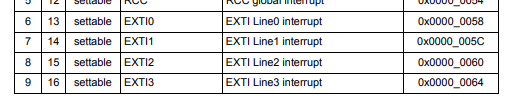 5 12 settable RCC RCC global interrupt 0x0000_0054
6 13 settable EXTI0 EXTI Line0 interrupt 0x0000_0058
7 14 settable EXTI1 EXTI Line1 interrupt 0x0000_005C
8 15 settable EXTI2 EXTI Line2 interrupt 0x0000_0060
9 16 settable EXTI3 EXTI Line3 interrupt 0x0000_0064